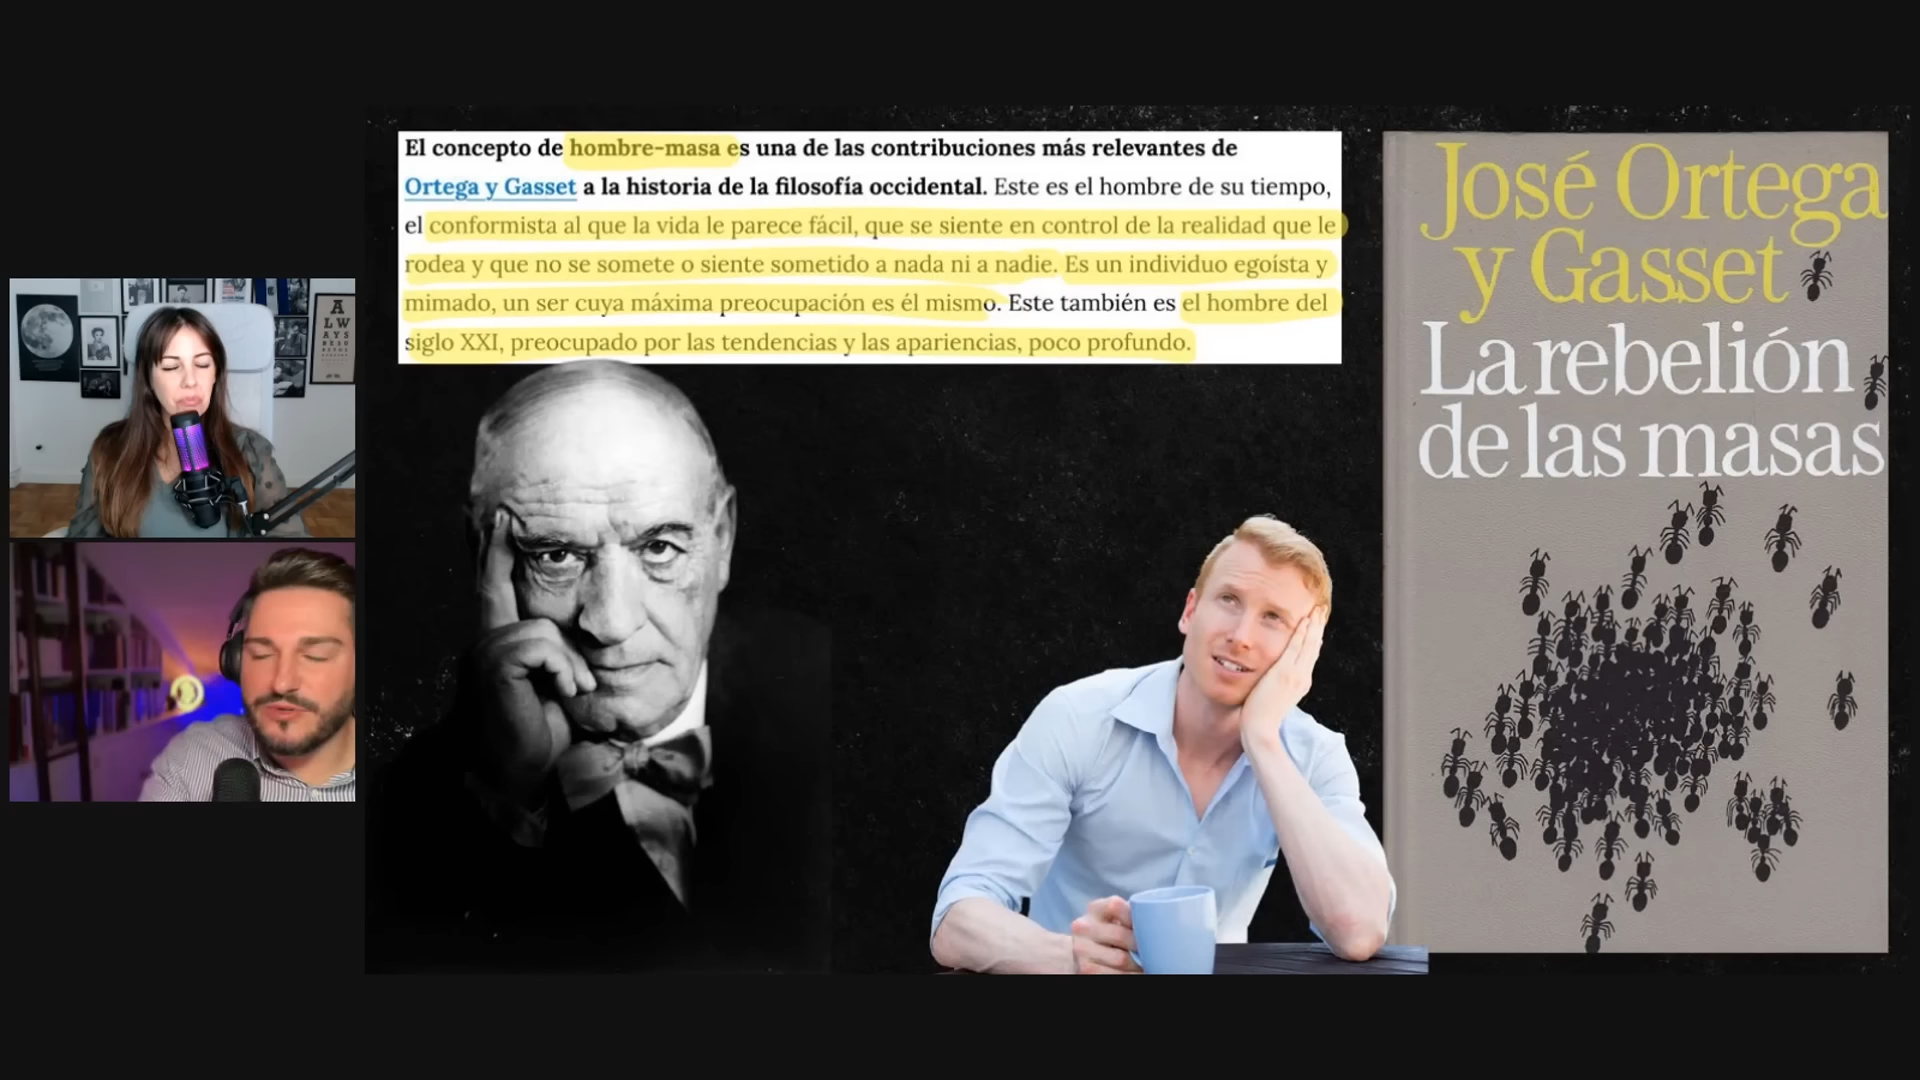 El concepto de hombre-masa es una de las contribuciones más relevantes de
Ortega y Gasset a la historia de la filosofía occidental. Este es el hombre de su tiempo,
el conformista al que la vida le parece fácil, que se siente en control de la realidad que le
rodea y que no se somete o siente sometido a nada ni a nadie. Es un individuo egoísta y
mimado, un ser cuya máxima preocupación es él mismo. Este también es el hombre del
siglo XXI, preocupado por las tendencias y las apariencias, poco profundo.
José Ortega
y Gasset
La rebelión
de las masas
A
L W
A Y S